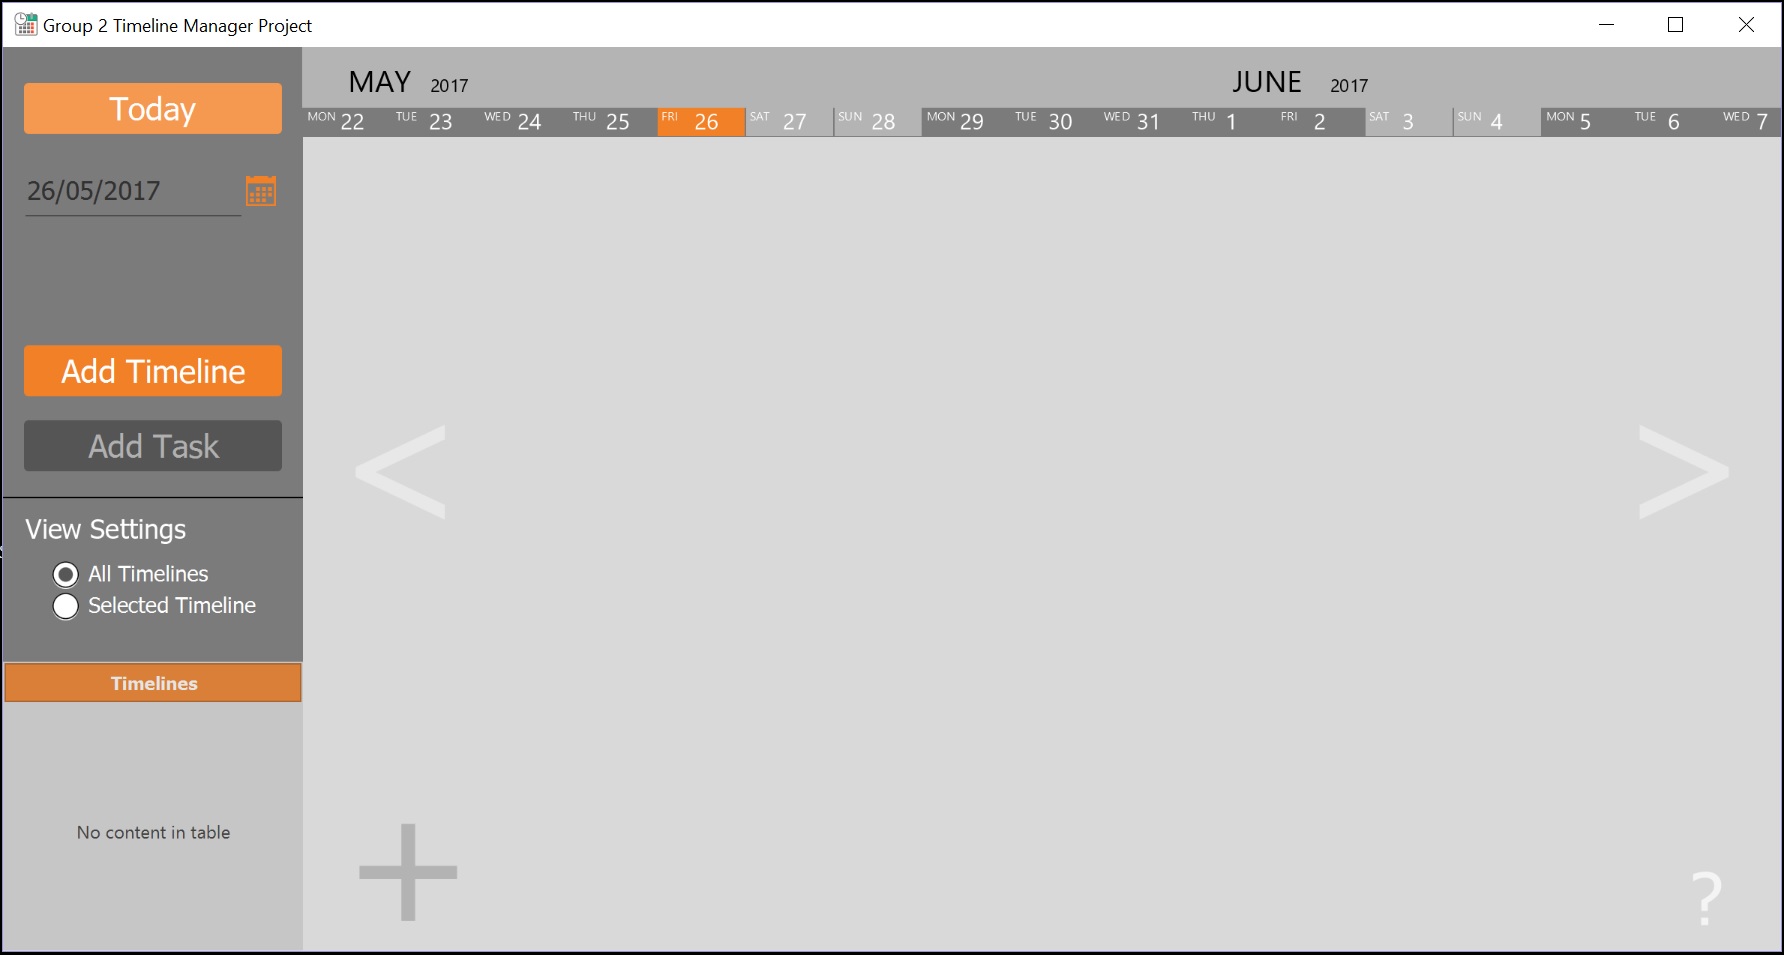 Group 2 Timeline Manager Project
Today
26/05/2017
Add Timeline
Add Task
View Settings
All Timelines
Selected Timeline
Timelines
No content in table
MAY 2017 JUNE 2017
MON 22 TUE 23 WED 24 THU 25 FRI 26 SAT 27 SUN 28 MON 29 TUE 30 WED 31 THU 1 FRI 2 SAT 3 SUN 4 MON 5 TUE 6 WED 7
< >
+ ?